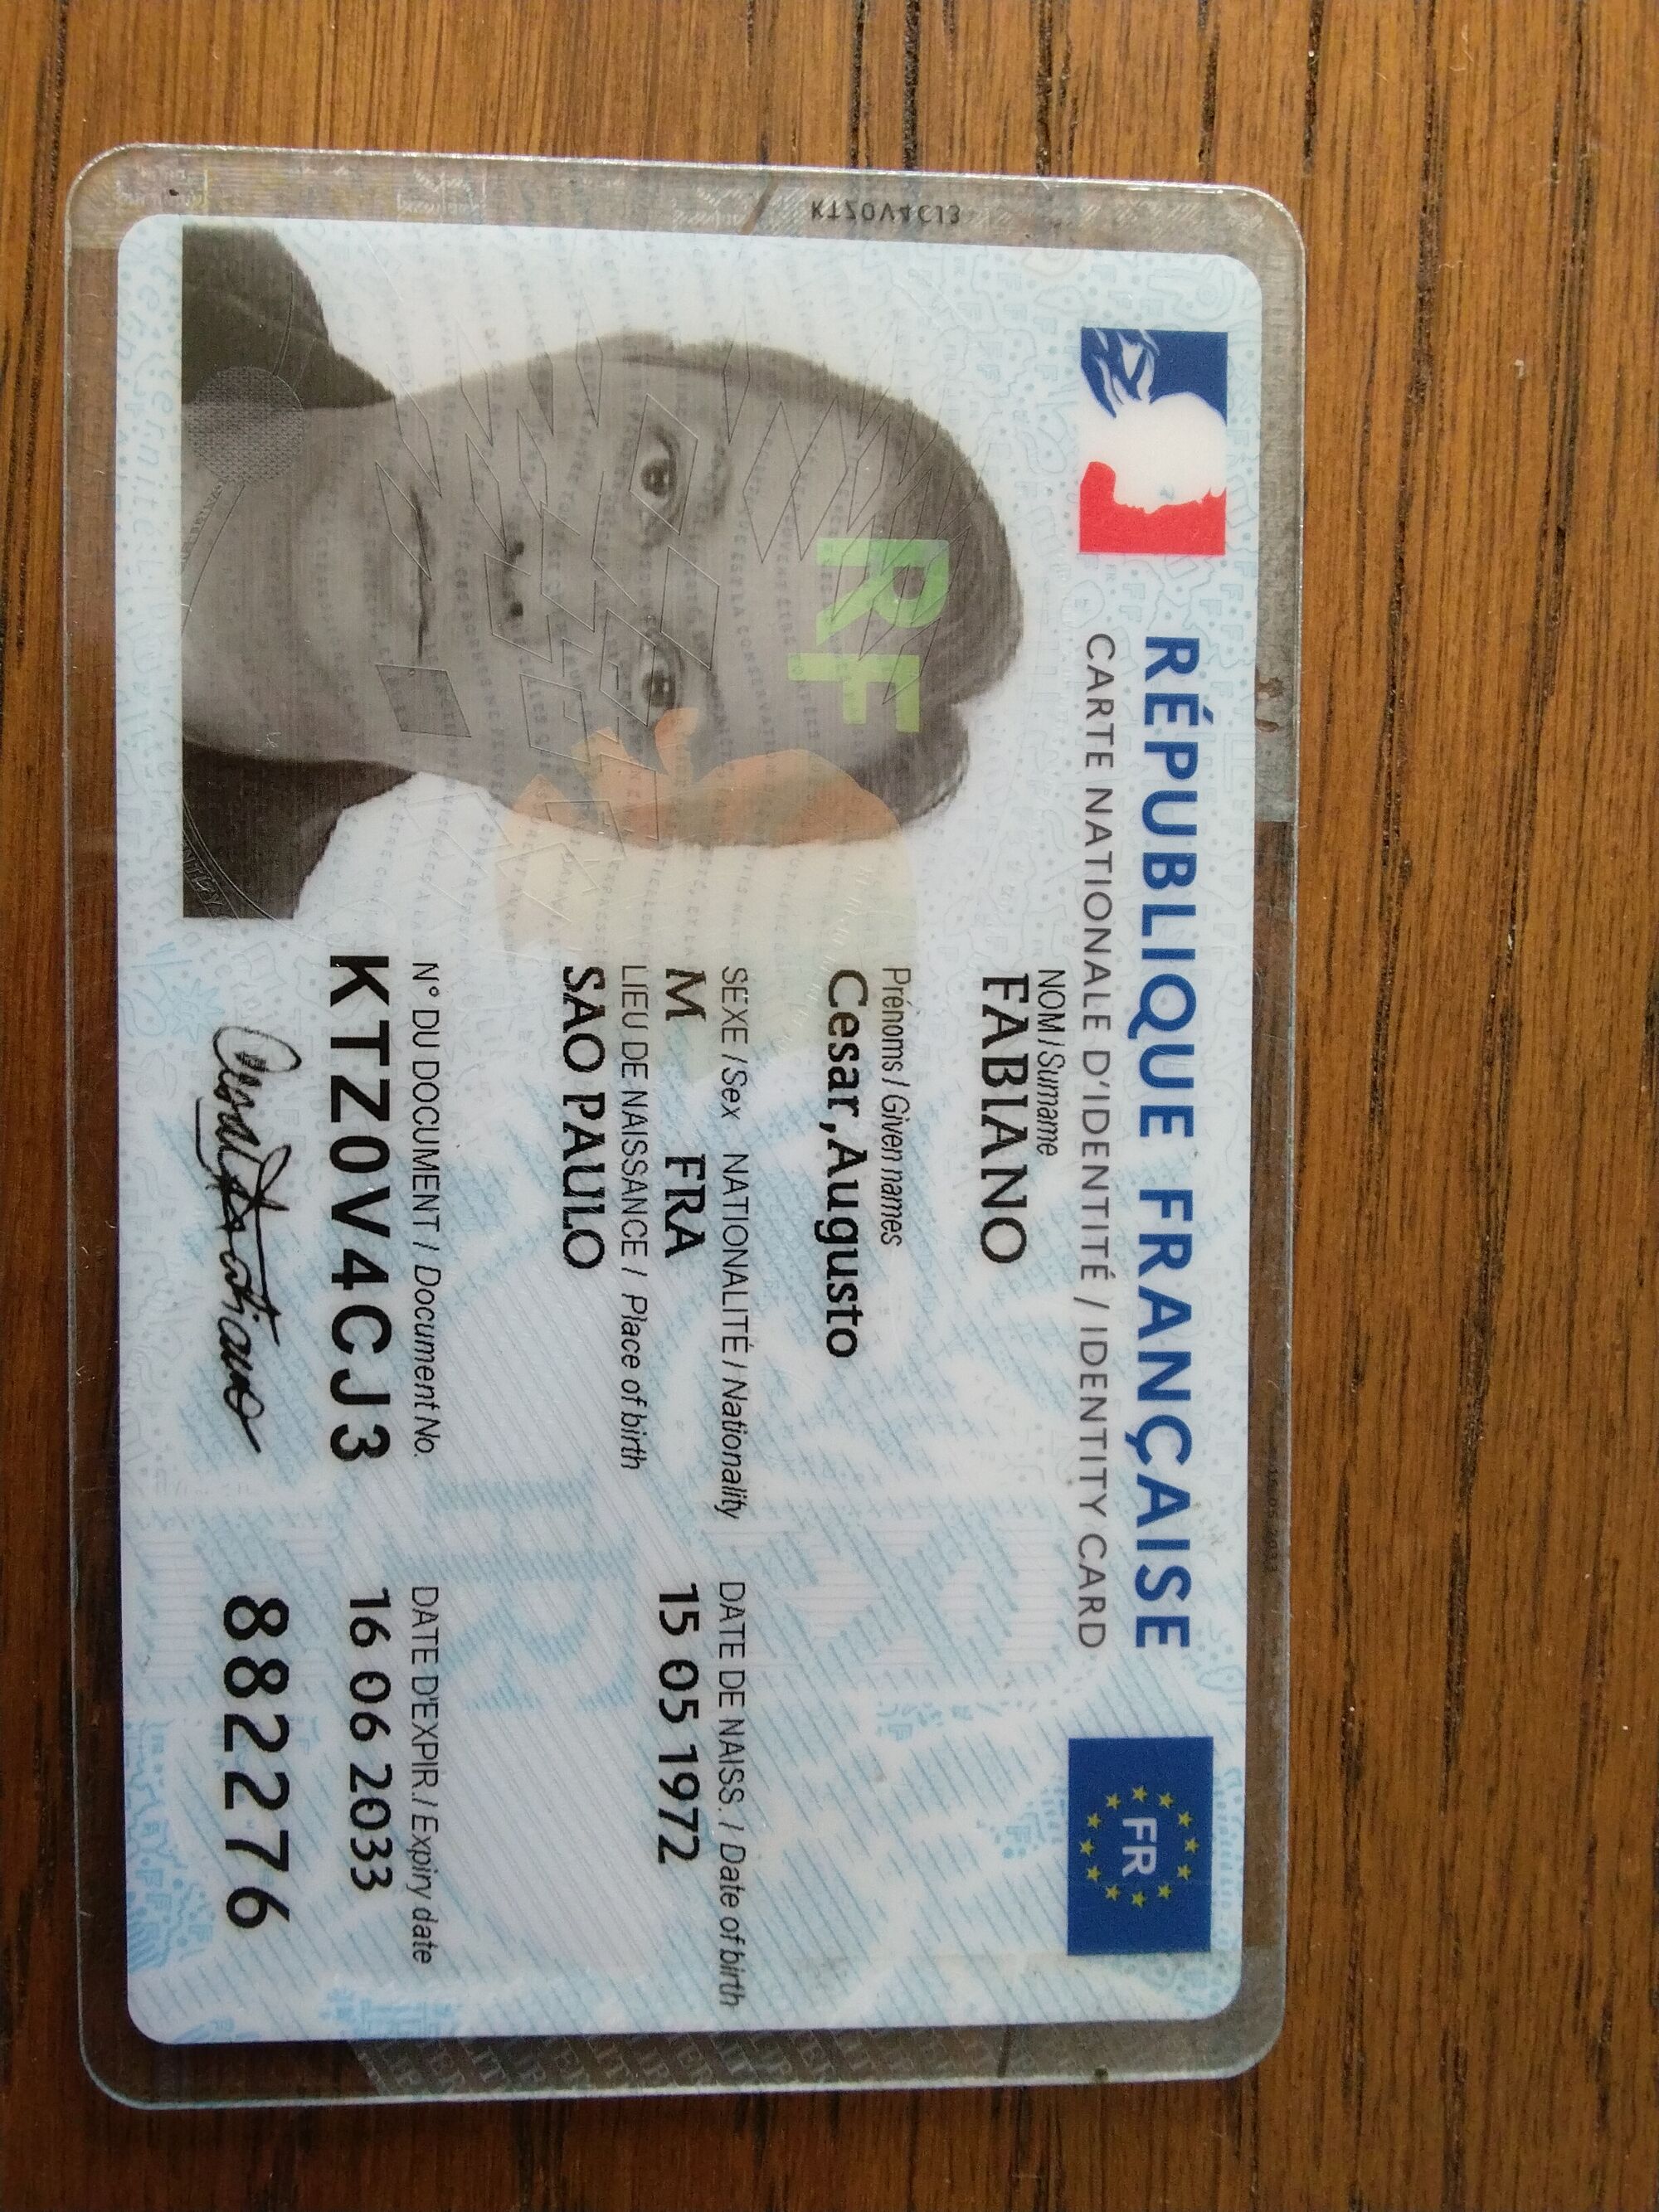 RÉPUBLIQUE FRANÇAISE
CARTE NATIONALE D'IDENTITÉ / IDENTITY CARD
FR
NOM / Surname
FABIANO
Prénoms / Given names
Cesar, Augusto
SEXE / Sex NATIONALITÉ / Nationality DATE DE NAISS. / Date of birth
M FRA 15 05 1972
LIEU DE NAISSANCE / Place of birth
SAO PAULO
N° DU DOCUMENT / Document No. DATE D'EXPIR. / Expiry date
KTZ0V4CJ3 16 06 2033
882276
RF
KTZ0V4CJ3